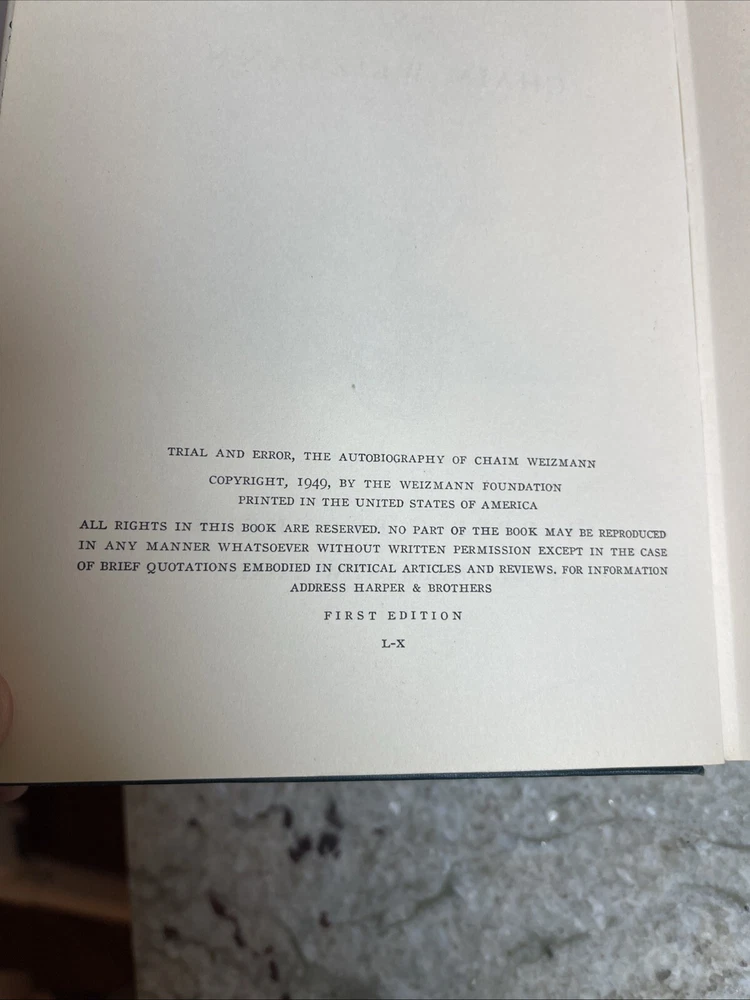 TRIAL AND ERROR, THE AUTOBIOGRAPHY OF CHAIM WEIZMANN
COPYRIGHT, 1949, BY THE WEIZMANN FOUNDATION
PRINTED IN THE UNITED STATES OF AMERICA
ALL RIGHTS IN THIS BOOK ARE RESERVED. NO PART OF THE BOOK MAY BE REPRODUCED
IN ANY MANNER WHATSOEVER WITHOUT WRITTEN PERMISSION EXCEPT IN THE CASE
OF BRIEF QUOTATIONS EMBODIED IN CRITICAL ARTICLES AND REVIEWS. FOR INFORMATION
ADDRESS HARPER & BROTHERS
FIRST EDITION
L-X